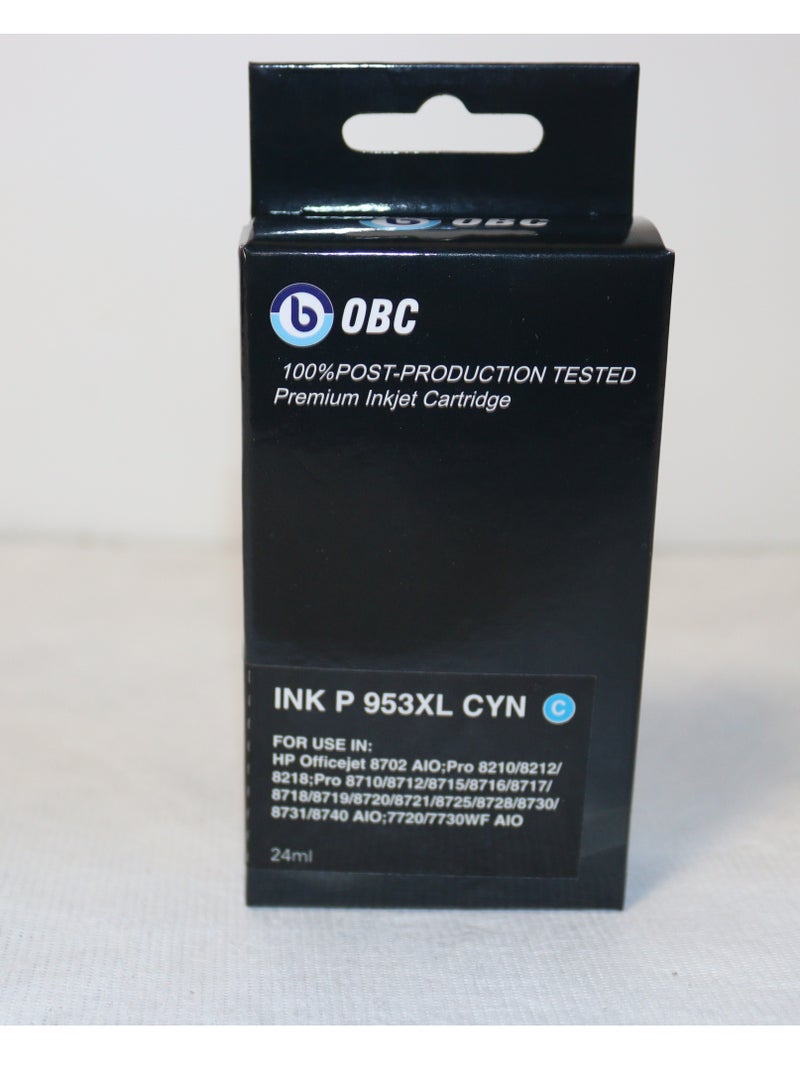 OBC
b OBC
100%POST-PRODUCTION TESTED
Premium Inkjet Cartridge
INK P 953XL CYN C
FOR USE IN:
HP Officejet 8702 AIO;Pro 8210/8212/
8218;Pro 8710/8712/8715/8716/8717/
8718/8719/8720/8721/8725/8728/8730/
8731/8740 AIO;7720/7730WF AIO
24ml